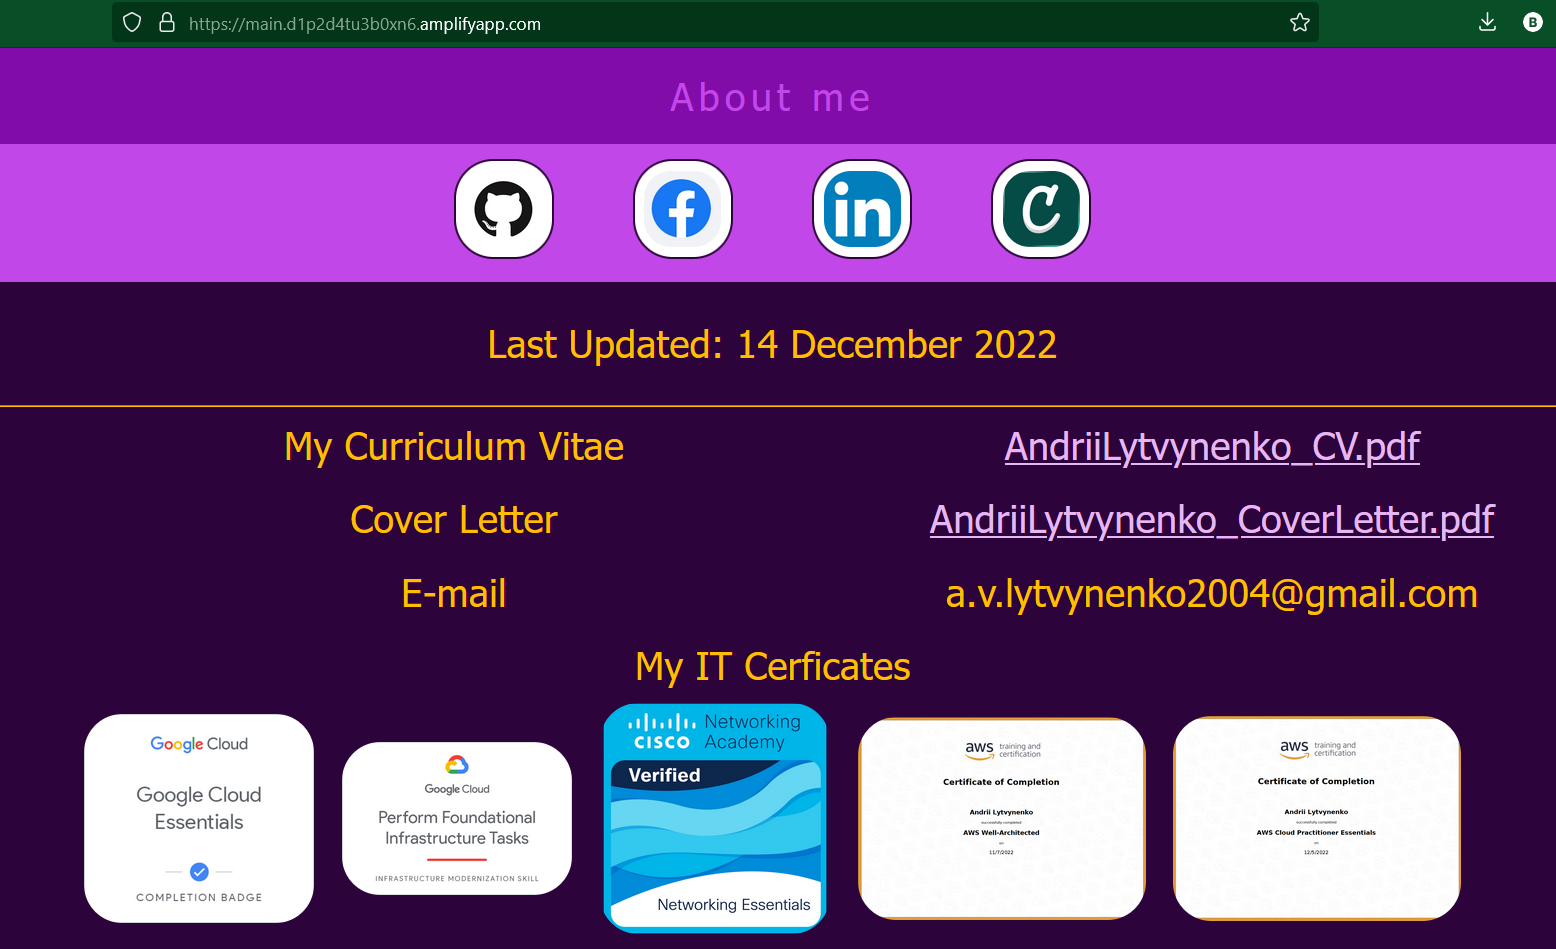 https://main.d1p2d4tu3b0xn6.amplifyapp.com
B
About me
in
C
Last Updated: 14 December 2022
My Curriculum Vitae
AndriiLytvynenko_CV.pdf
Cover Letter
AndriiLytvynenko_CoverLetter.pdf
E-mail
a.v.lytvynenko2004@gmail.com
My IT Cerficates
Google Cloud
Google Cloud
Essentials
COMPLETION BADGE
Google Cloud
Perform Foundational
Infrastructure Tasks
INFRASTRUCTURE MODERNIZATION SKILL
CISCO
Networking
Academy
Verified
Networking Essentials
aws training and
certification
Certificate of Completion
Andrii Lytvynenko
successfully completed
AWS Well-Architected
on
11/7/2022
aws training and
certification
Certificate of Completion
Andrii Lytvynenko
successfully completed
AWS Cloud Practitioner Essentials
on
12/5/2022